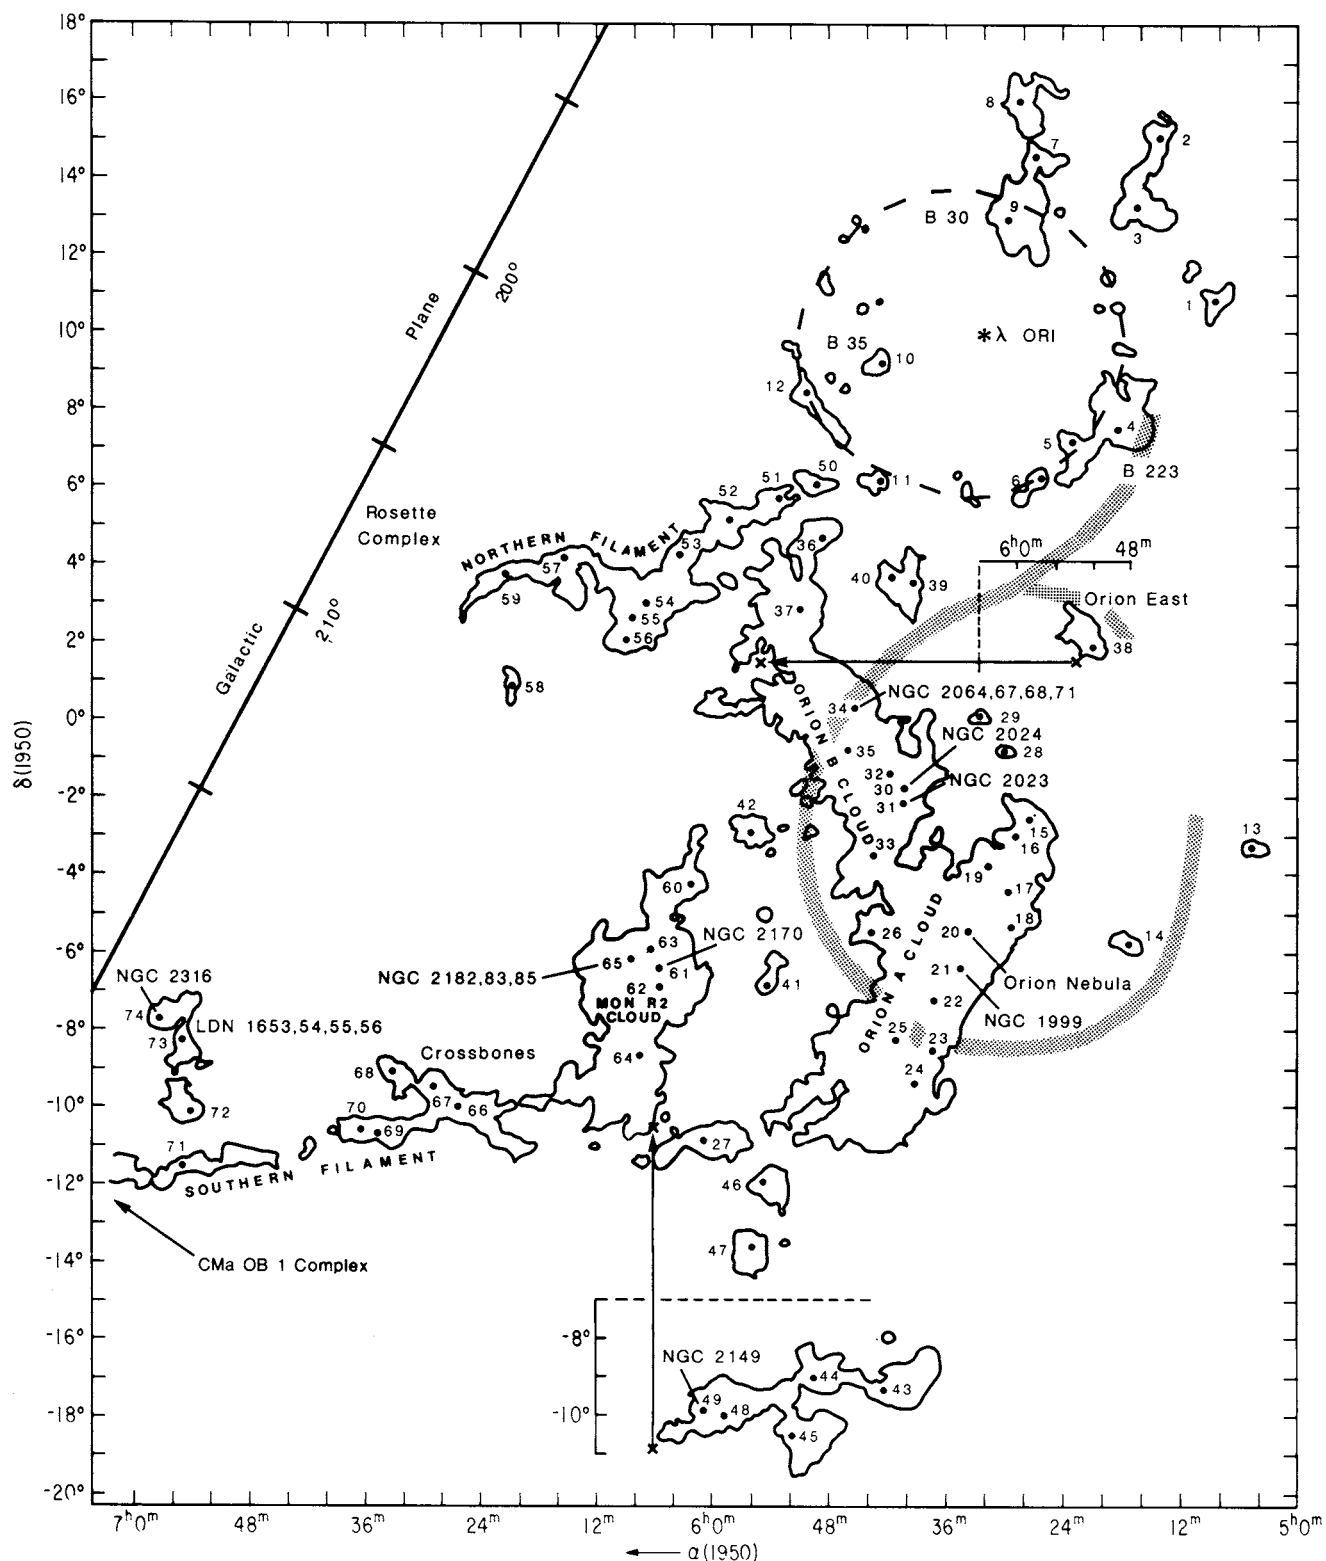 18°
16°
14°
12°
10°
8°
6°
4°
2°
0°
-2°
-4°
-6°
-8°
-10°
-12°
-14°
-16°
-18°
-20°
δ(1950)
8
7
2
B 30
9
3
1
B 35
10
*λ ORI
12
4
5
B 223
6
50
11
51
52
200°
Plane
Rosette
Complex
NORTHERN FILAMENT
53
36
6ʰ0ᵐ
48ᵐ
57
59
54
55
56
40
39
37
Orion East
38
210°
Galactic
58
34
NGC 2064,67,68,71
29
NGC 2024
28
35
32
30
31
NGC 2023
ORION B CLOUD
42
33
15
16
13
19
17
60
18
26
20
14
63
NGC 2170
65
61
NGC 2182,83,85
62
MON R2
CLOUD
41
21
Orion Nebula
22
NGC 1999
ORION A CLOUD
NGC 2316
74
LDN 1653,54,55,56
73
25
23
24
64
Crossbones
68
67
66
72
70
69
71
27
SOUTHERN FILAMENT
46
47
CMa OB 1 Complex
-8°
-10°
NGC 2149
44
43
49
48
45
7ʰ0ᵐ
48ᵐ
36ᵐ
24ᵐ
12ᵐ
6ʰ0ᵐ
48ᵐ
36ᵐ
24ᵐ
12ᵐ
5ʰ0ᵐ
← α(1950)